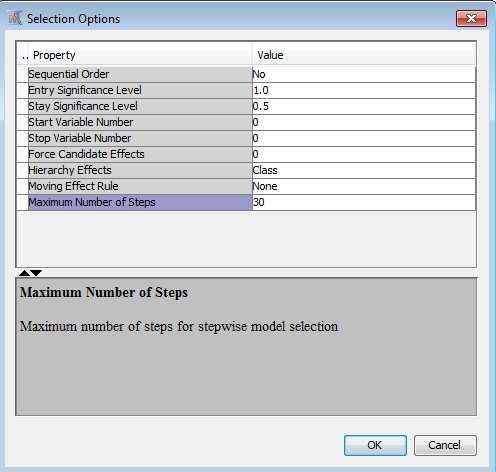 Selection Options
.. Property Value
Sequential Order No
Entry Significance Level 1.0
Stay Significance Level 0.5
Start Variable Number 0
Stop Variable Number 0
Force Candidate Effects 0
Hierarchy Effects Class
Moving Effect Rule None
Maximum Number of Steps 30
Maximum Number of Steps
Maximum number of steps for stepwise model selection
OK Cancel